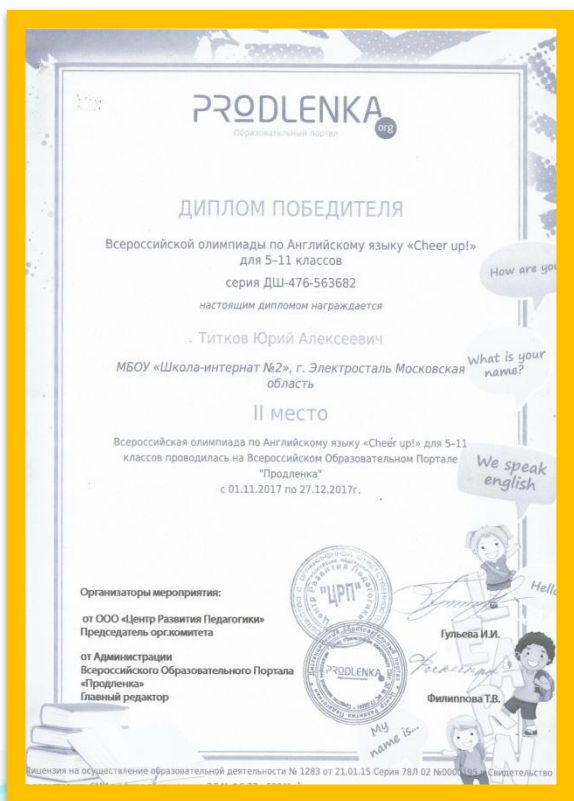 PRODLENKA
org
Образовательный портал
ДИПЛОМ ПОБЕДИТЕЛЯ
Всероссийской олимпиады по Английскому языку «Cheer up!»
для 5–11 классов
серия ДШ-476-563682
настоящим дипломом награждается
. Титков Юрий Алексеевич
МБОУ «Школа-интернат №2», г. Электросталь Московская
область
II место
Всероссийская олимпиада по Английскому языку «Cheer up!» для 5–11
классов проводилась на Всероссийском Образовательном Портале
"Продленка"
с 01.11.2017 по 27.12.2017г.
How are you
What is your
name?
We speak
english
Hello
Организаторы мероприятия:
от ООО «Центр Развития Педагогики»
Председатель орг.комитета
"ЦРП"
Гульева И.И.
от Администрации
Всероссийского Образовательного Портала
«Продленка»
Главный редактор
PRODLENKA
Филиппова Т.В.
My
name is...
Лицензия на осуществление образовательной деятельности № 1283 от 21.01.15 Серия 78Л 02 №0000195 и Свидетельство